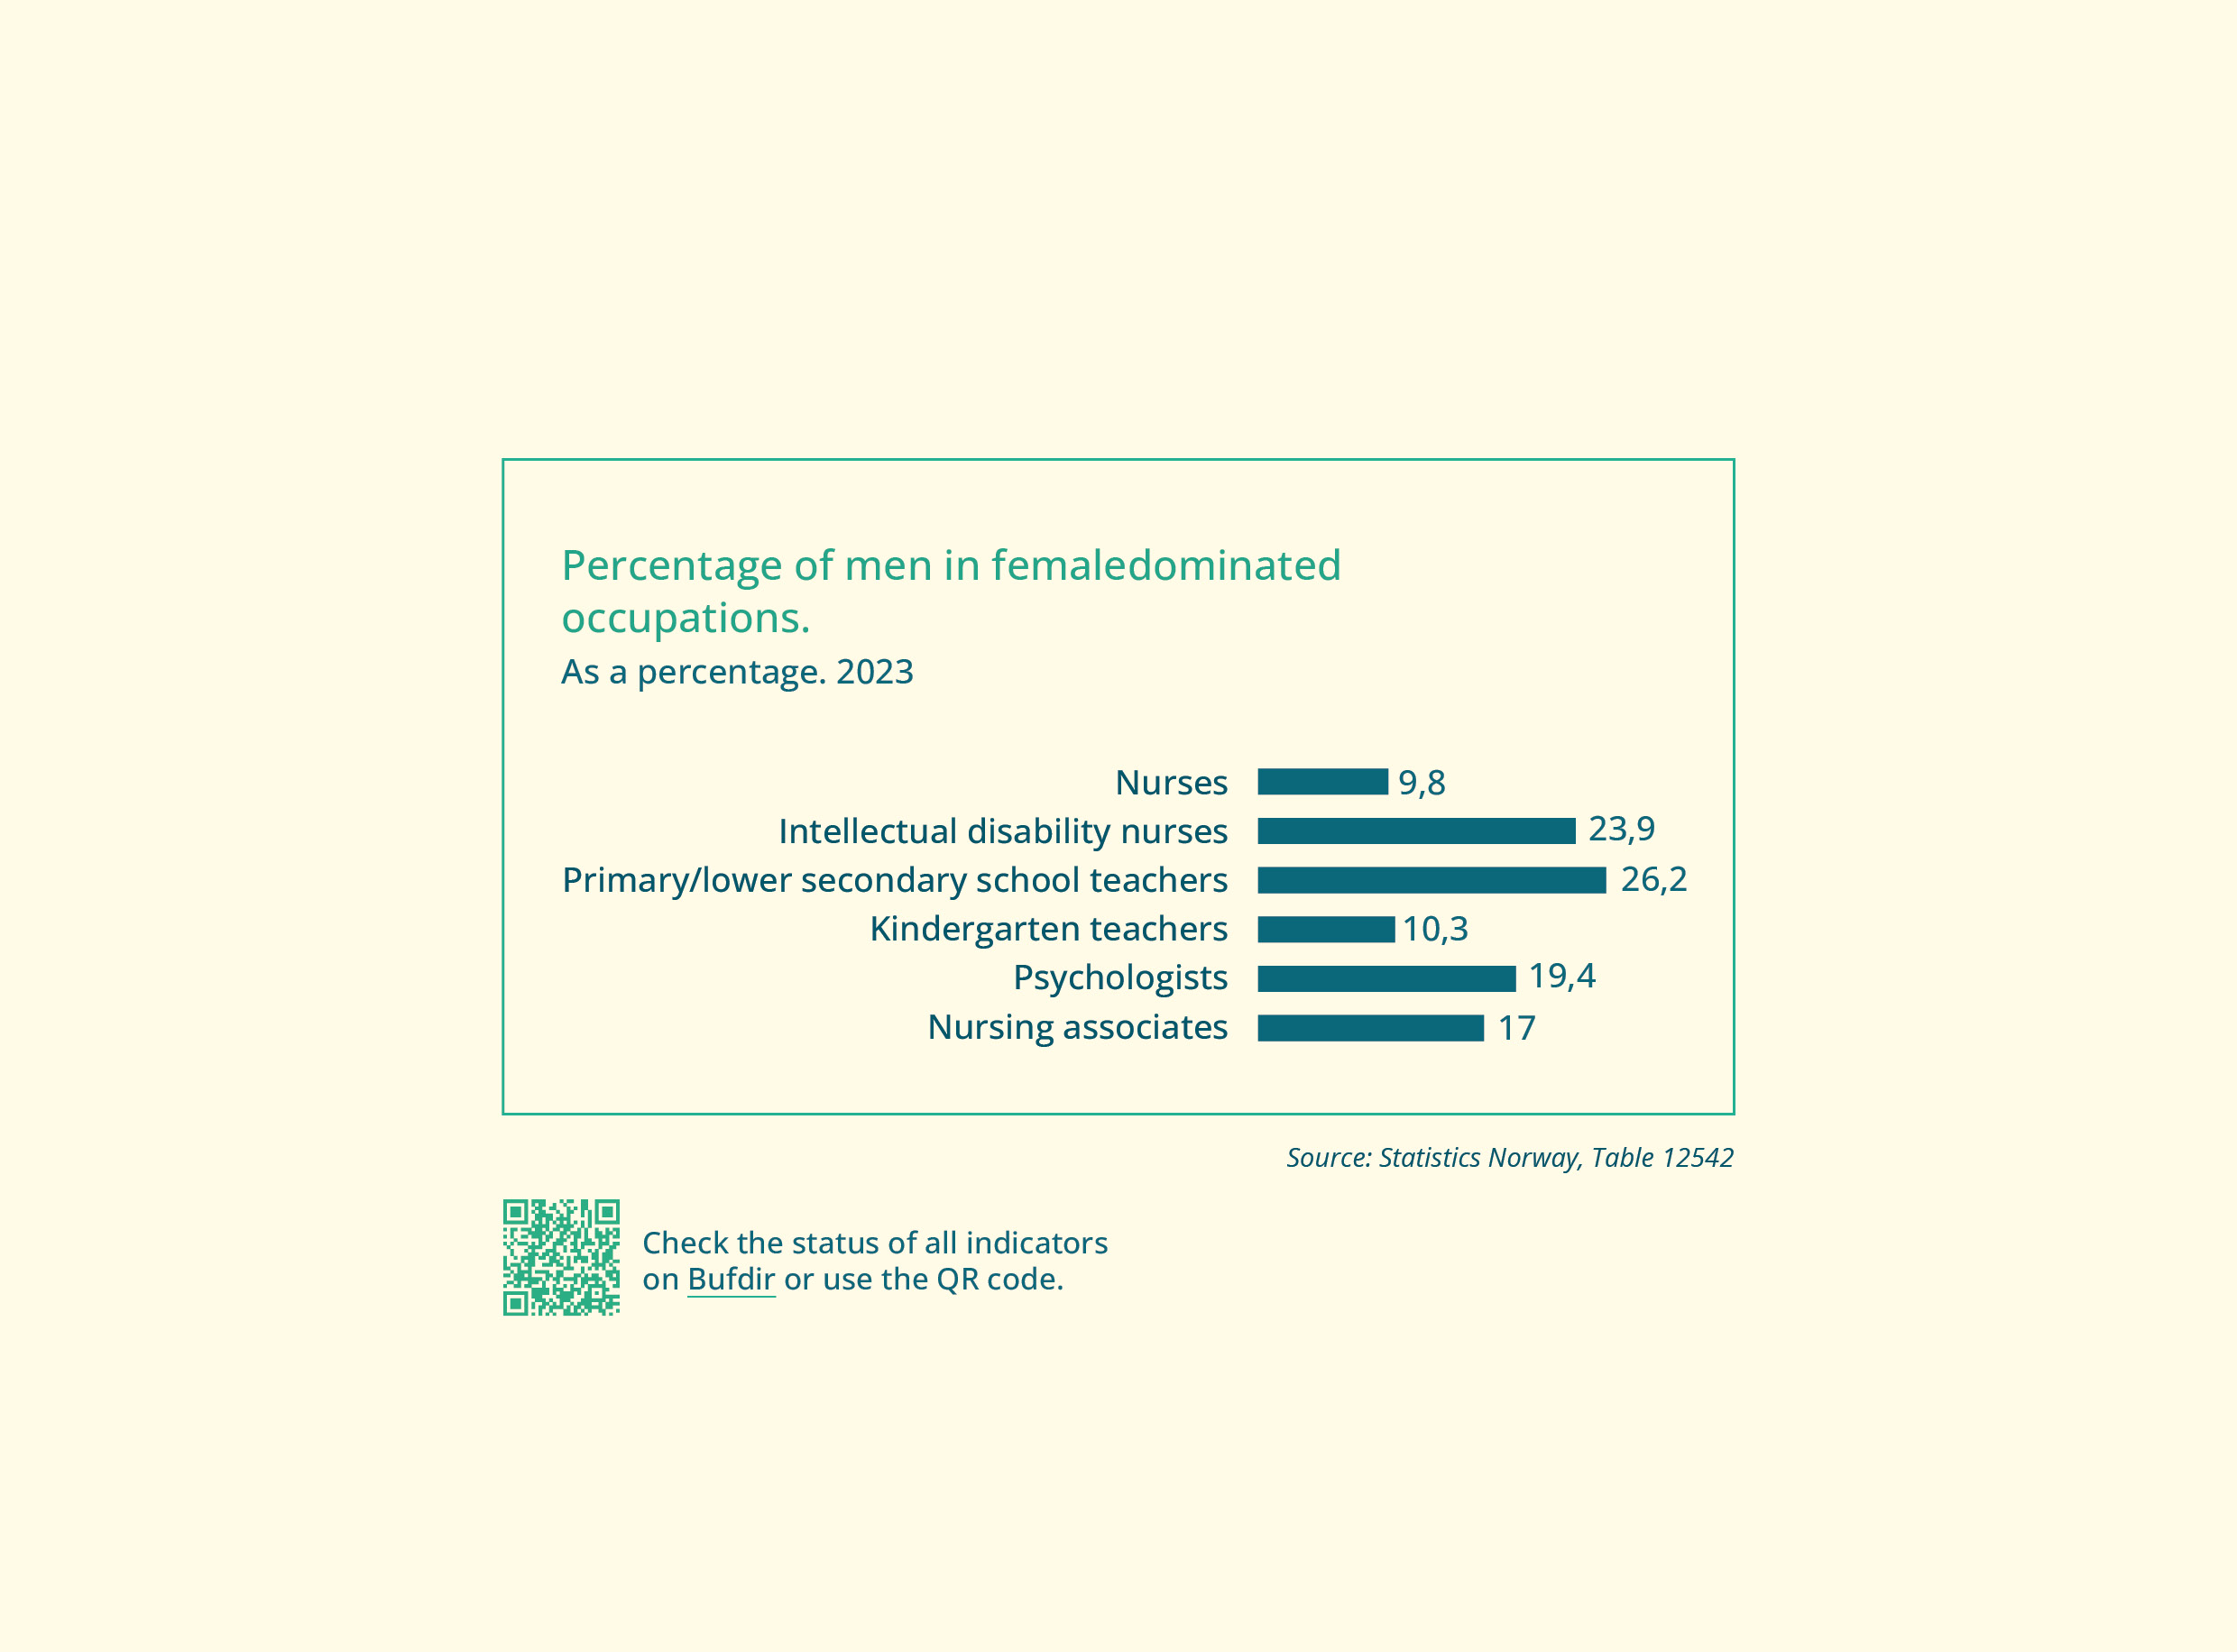 Percentage of men in femaledominated
occupations.
As a percentage. 2023
Nurses 9,8
Intellectual disability nurses 23,9
Primary/lower secondary school teachers 26,2
Kindergarten teachers 10,3
Psychologists 19,4
Nursing associates 17
Source: Statistics Norway, Table 12542
Check the status of all indicators
on Bufdir or use the QR code.